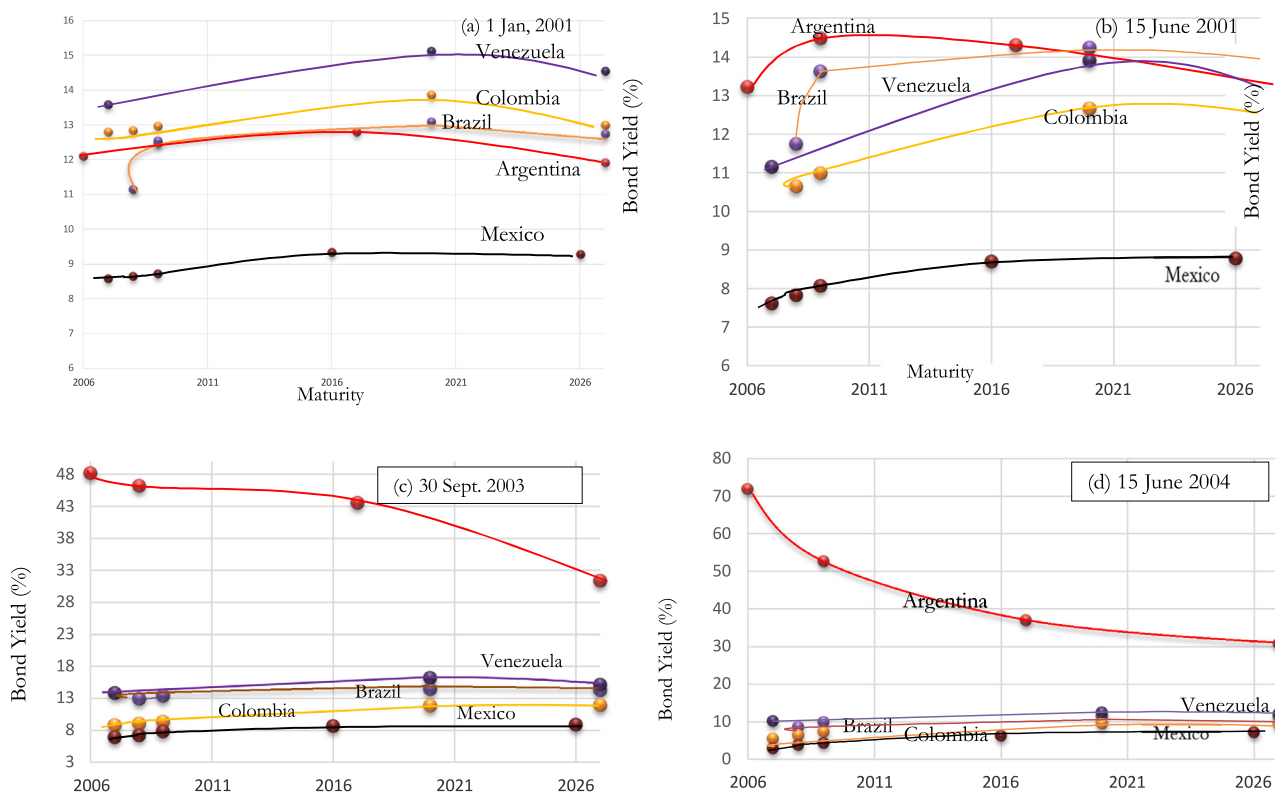 16
(a) 1 Jan, 2001
15
Venezuela
14
Colombia
13
Brazil
12
Argentina
11
10
Mexico
9
8
7
6
2006
2011
2016
2021
2026
Maturity
Bond Yield (%)
15
Argentina
(b) 15 June 2001
14
Venezuela
13
Brazil
Colombia
12
11
10
9
Mexico
8
7
6
Maturity
2006
2011
2016
2021
2026
Bond Yield (%)
48
(c) 30 Sept. 2003
43
38
33
28
23
18
Venezuela
13
Brazil
Colombia
Mexico
8
3
2006
2011
2016
2021
2026
Bond Yield (%)
80
(d) 15 June 2004
70
60
50
Argentina
40
30
20
Venezuela
10
Brazil
Colombia
Mexico
0
2006
2011
2016
2021
2026
Bond Yield (%)